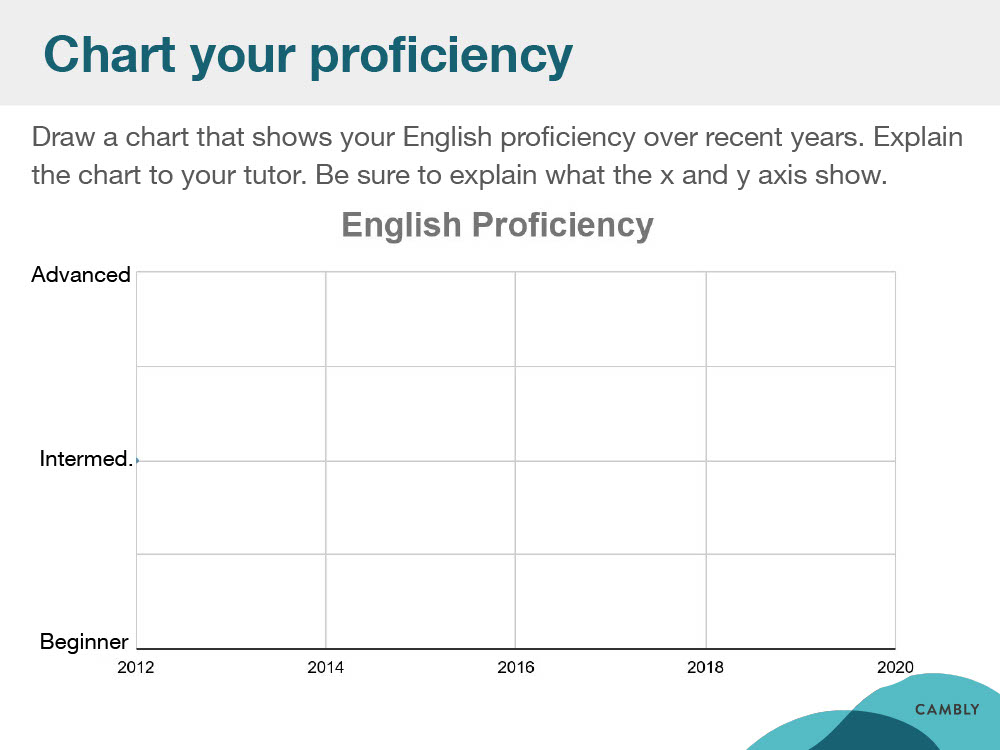 Chart your proficiency
Draw a chart that shows your English proficiency over recent years. Explain
the chart to your tutor. Be sure to explain what the x and y axis show.
English Proficiency
Advanced
Intermed.
Beginner
2012 2014 2016 2018 2020
CAMBLY